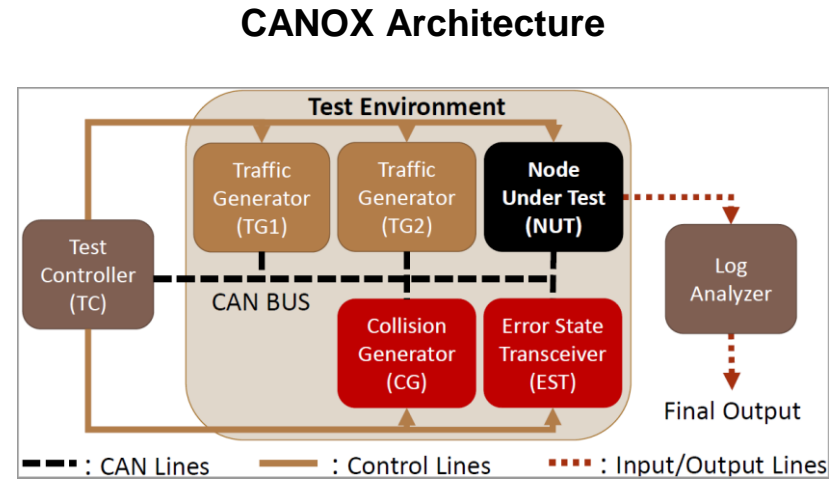 CANOX Architecture
Test Environment
Traffic
Generator
(TG1)
Traffic
Generator
(TG2)
Node
Under Test
(NUT)
Test
Controller
(TC)
Log
Analyzer
CAN BUS
Collision
Generator
(CG)
Error State
Transceiver
(EST)
Final Output
: CAN Lines
: Control Lines
: Input/Output Lines